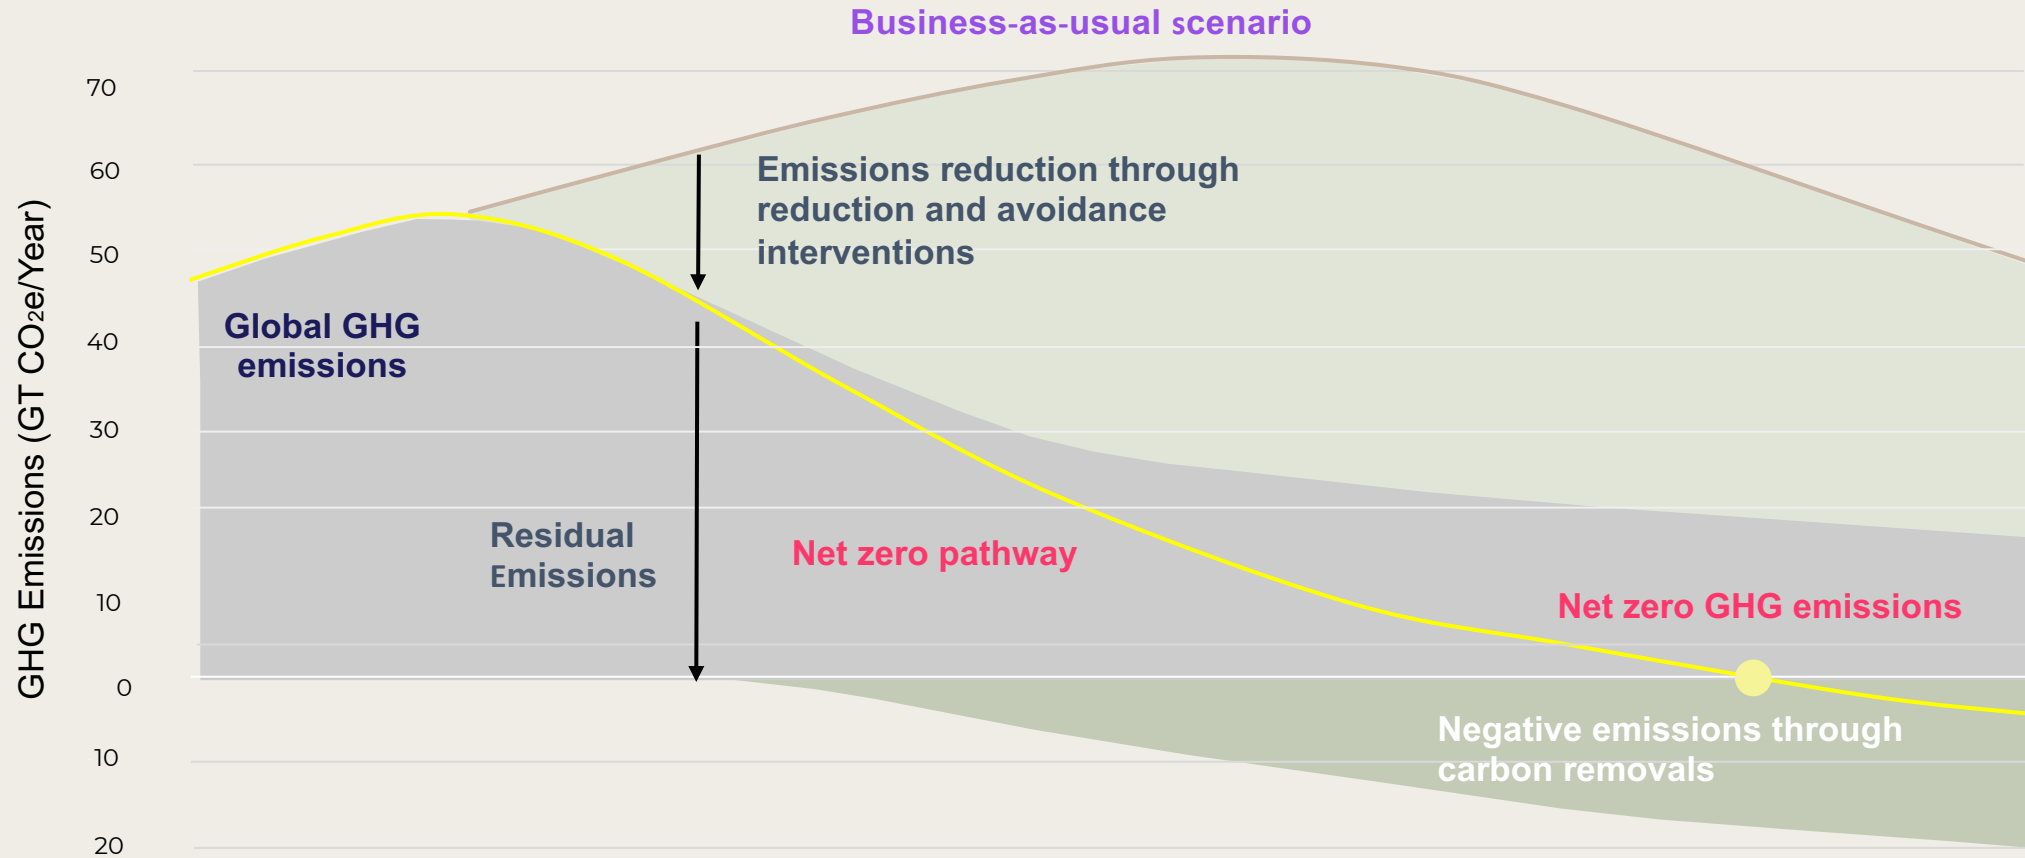 Business-as-usual scenario
70
60
50
40
30
20
10
0
10
20
GHG Emissions (GT CO2e/Year)
Emissions reduction through
reduction and avoidance
interventions
Global GHG
emissions
Residual
Emissions
Net zero pathway
Net zero GHG emissions
Negative emissions through
carbon removals